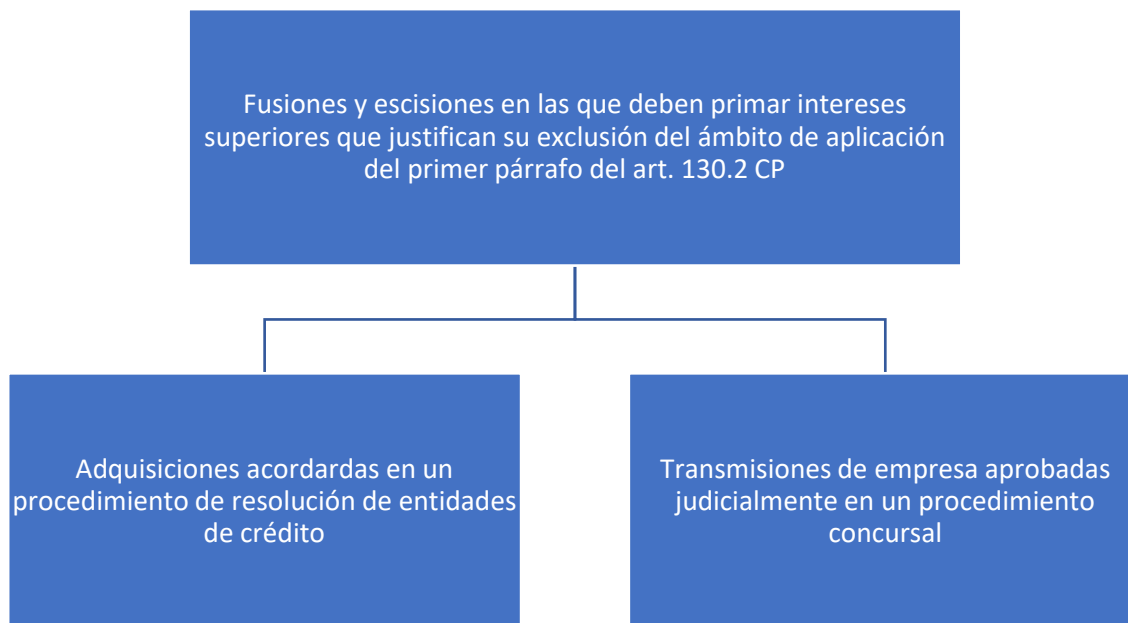 Fusiones y escisiones en las que deben primar intereses
superiores que justifican su exclusión del ámbito de aplicación
del primer párrafo del art. 130.2 CP
Adquisiciones acordardas en un
procedimiento de resolución de entidades
de crédito
Transmisiones de empresa aprobadas
judicialmente en un procedimiento
concursal